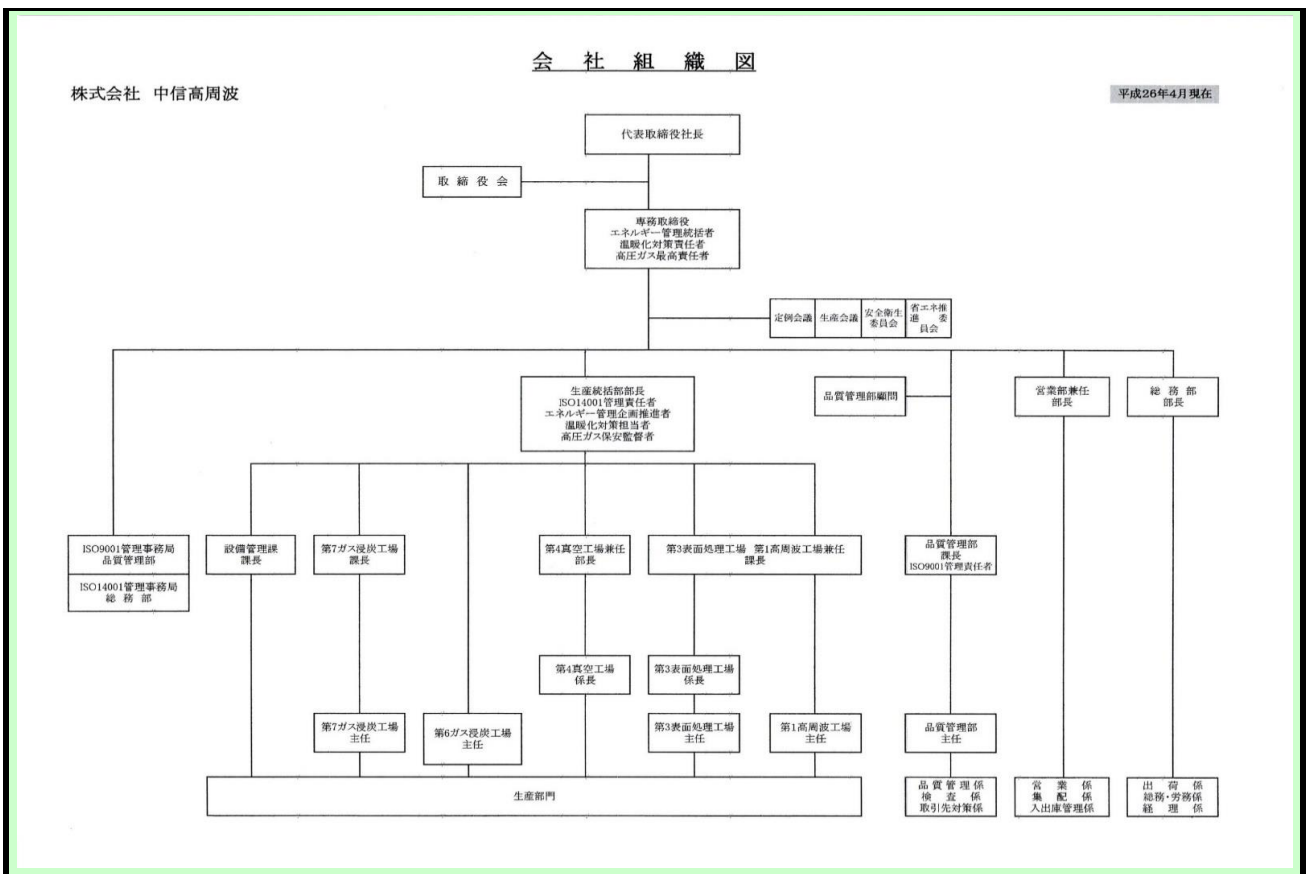 会社組織図
株式会社 中信高周波
平成26年4月現在
代表取締役社長
取締役会
専務取締役
エネルギー管理統括者
温暖化対策責任者
高圧ガス最高責任者
定例会議
生産会議
安全衛生
委員会
省エネ推
進委
員会
生産統括部部長
ISO14001管理責任者
エネルギー管理企画推進者
温暖化対策担当者
高圧ガス保安監督者
品質管理部顧問
営業部兼任
部長
総務部
部長
ISO9001管理事務局
品質管理部
ISO14001管理事務局
総務部
設備管理課
課長
第7ガス浸炭工場
課長
第4真空工場兼任
部長
第3表面処理工場 第1高周波工場兼任
課長
品質管理部
課長
ISO9001管理責任者
第4真空工場
係長
第3表面処理工場
係長
第7ガス浸炭工場
主任
第6ガス浸炭工場
主任
第3表面処理工場
主任
第1高周波工場
主任
品質管理部
主任
生産部門
品質管理係
検査係
取引先対策係
営業係
集配係
入出庫管理係
出荷係
総務・労務係
経理係